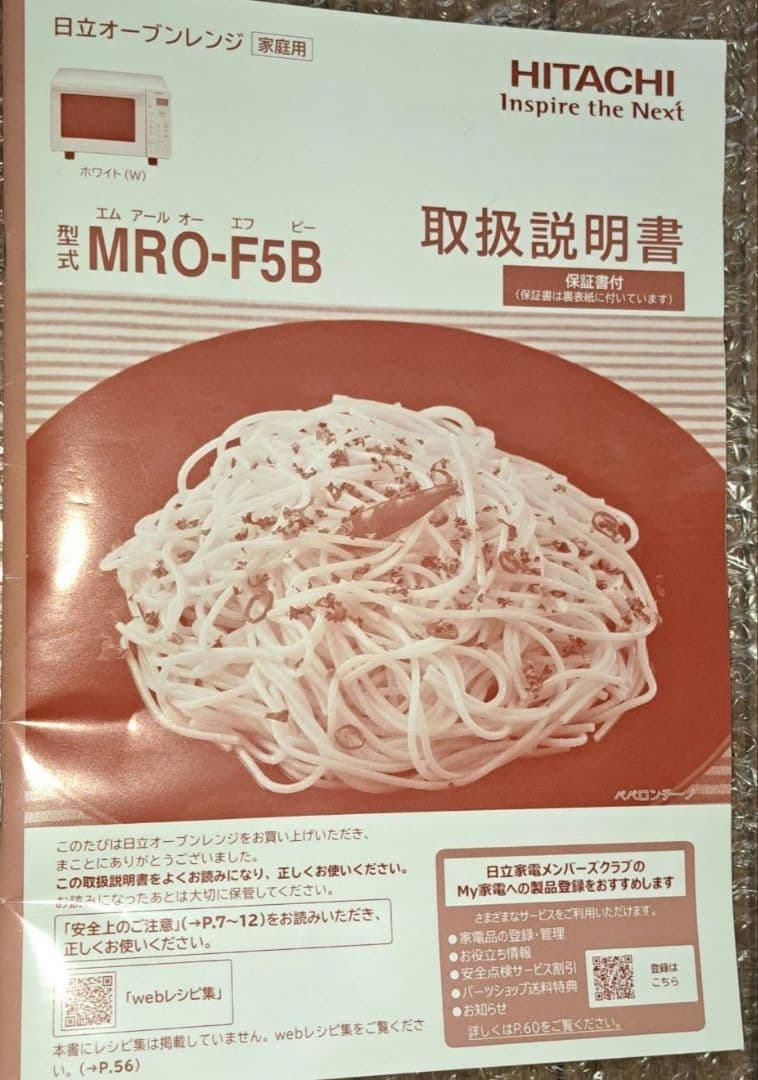 日立オーブンレンジ 家庭用
HITACHI
Inspire the Next
ホワイト(W)
エム アール オー エフ ビー
型式 MRO-F5B
取扱説明書
保証書付
(保証書は裏表紙に付いています)
ペペロンチーノ
このたびは日立オーブンレンジをお買い上げいただき、
まことにありがとうございました。
この取扱説明書をよくお読みになり、正しくお使いください。
お読みになったあとは大切に保管してください。
「安全上のご注意」(→P.7〜12)をお読みいただき、
正しくお使いください。
「webレシピ集」
本書にレシピ集は掲載していません。webレシピ集をご覧くださ
い。(→P.56)
日立家電メンバーズクラブの
My家電への製品登録をおすすめします
さまざまなサービスをご利用いただけます。
●家電品の登録・管理
●お役立ち情報
●安全点検サービス割引
●パーツショップ送料特典
●お知らせ
登録は
こちら
詳しくはP.60をご覧ください。